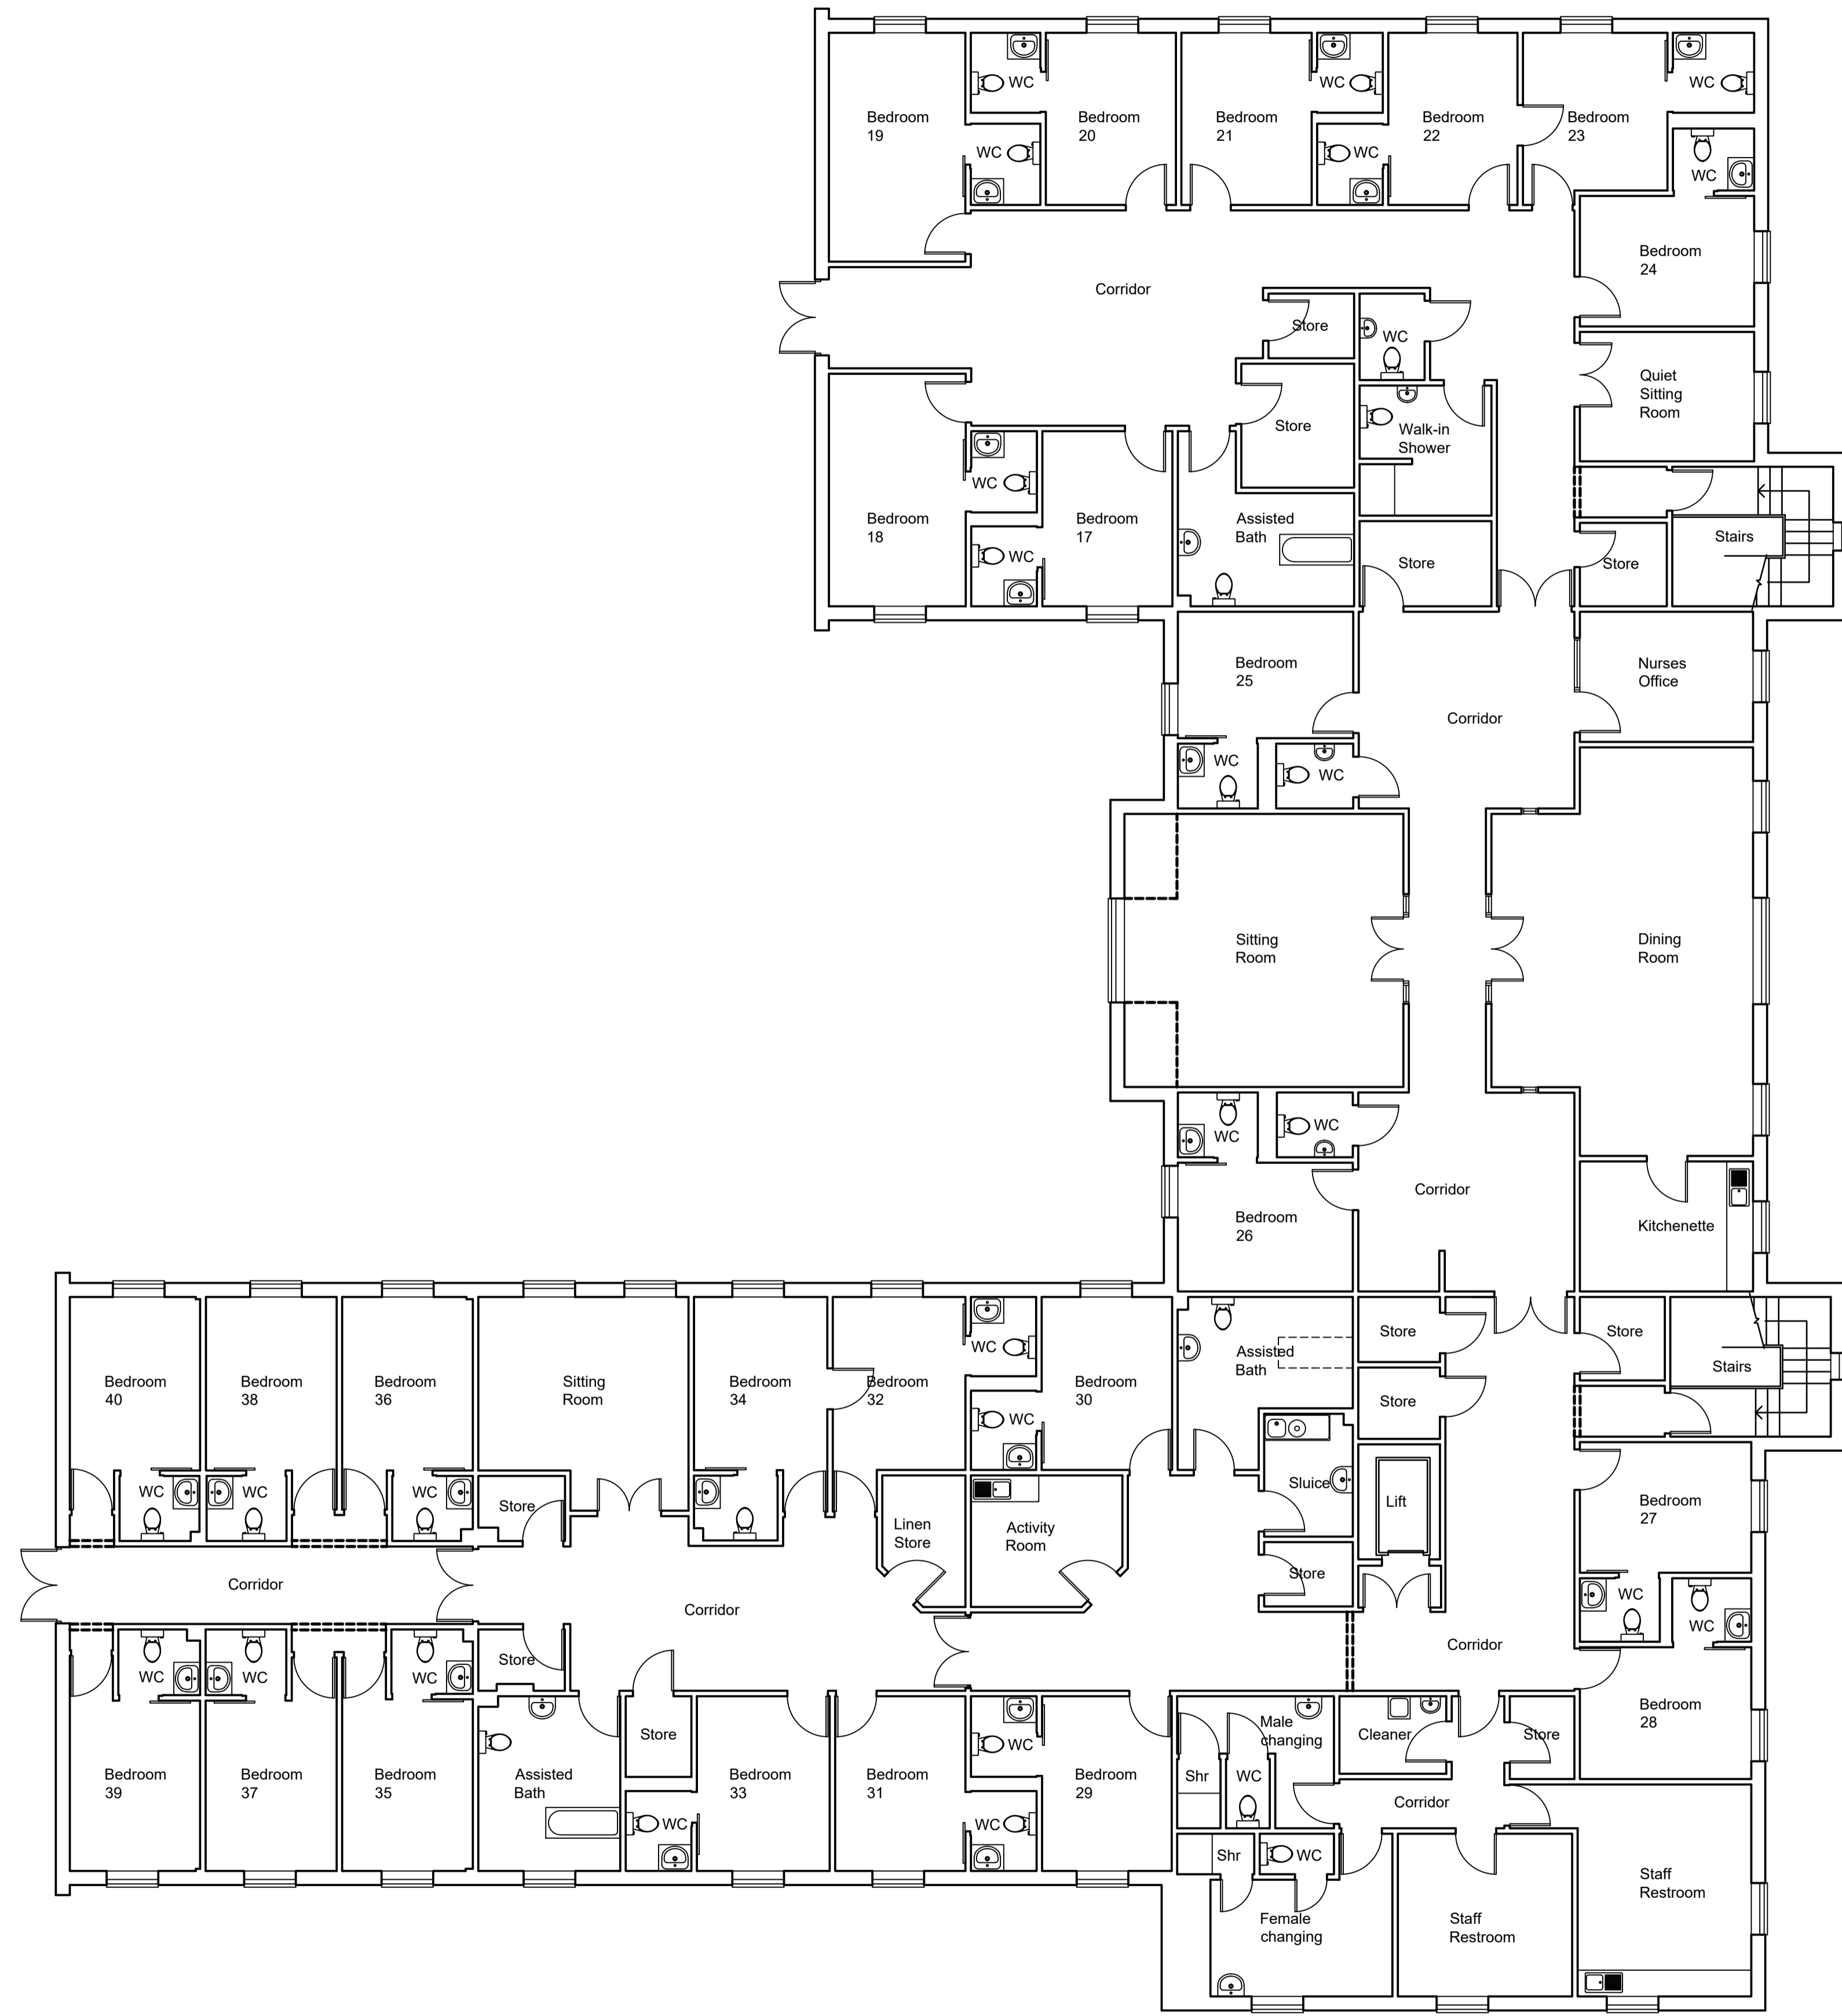 WC
WC
WC
Bedroom
19
Bedroom
20
Bedroom
21
Bedroom
22
Bedroom
23
WC
WC
WC
Bedroom
24
Corridor
Store
WC
Quiet
Sitting
Room
Store
Walk-in
Shower
WC
Bedroom
18
Bedroom
17
Assisted
Bath
Stairs
WC
Store
Store
Bedroom
25
Nurses
Office
Corridor
WC
WC
Sitting
Room
Dining
Room
WC
WC
Corridor
Bedroom
26
Kitchenette
Store
Store
Assisted
Bath
Stairs
WC
Bedroom
40
Bedroom
38
Bedroom
36
Sitting
Room
Bedroom
34
Bedroom
32
Bedroom
30
Store
WC
Sluice
WC
WC
WC
Store
WC
Lift
Bedroom
27
Linen
Store
Activity
Room
Store
Corridor
Corridor
WC
WC
Corridor
Store
WC
WC
WC
Bedroom
28
Male
changing
Cleaner
Store
Store
WC
Bedroom
39
Bedroom
37
Bedroom
35
Assisted
Bath
Bedroom
33
Bedroom
31
Bedroom
29
Shr
WC
Corridor
WC
WC
Shr
WC
Staff
Restroom
Female
changing
Staff
Restroom